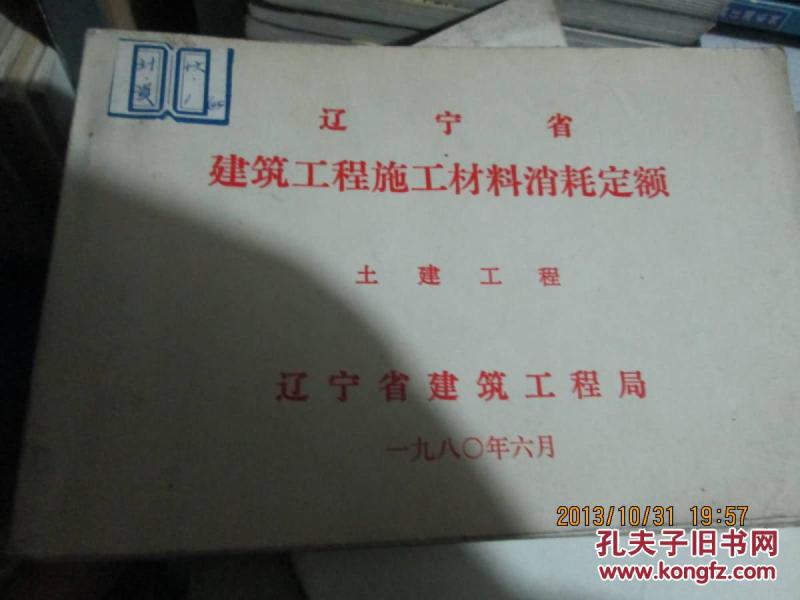 辽宁省
建筑工程施工材料消耗定额
土建工程
辽宁省建筑工程局
一九八〇年六月
2013/10/31 19:57
孔夫子旧书网
www.kongfz.com